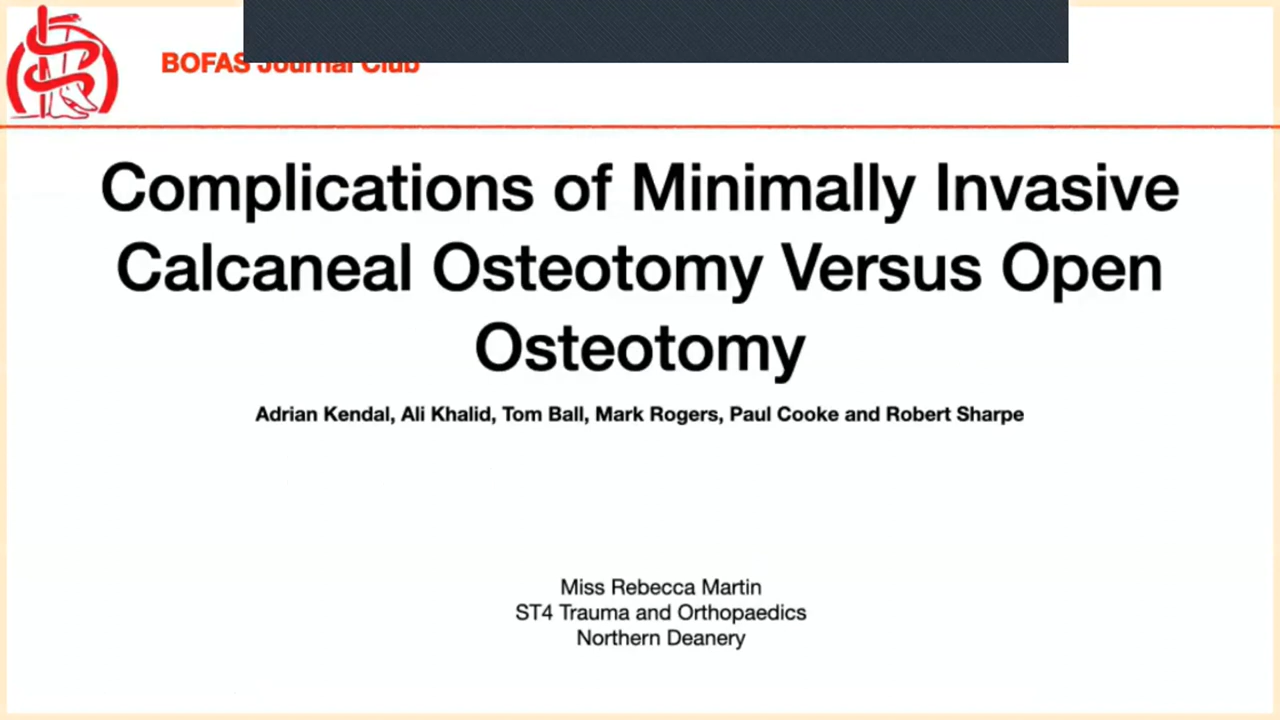 BOFAS Journal Club
Complications of Minimally Invasive
Calcaneal Osteotomy Versus Open
Osteotomy
Adrian Kendal, Ali Khalid, Tom Ball, Mark Rogers, Paul Cooke and Robert Sharpe
Miss Rebecca Martin
ST4 Trauma and Orthopaedics
Northern Deanery